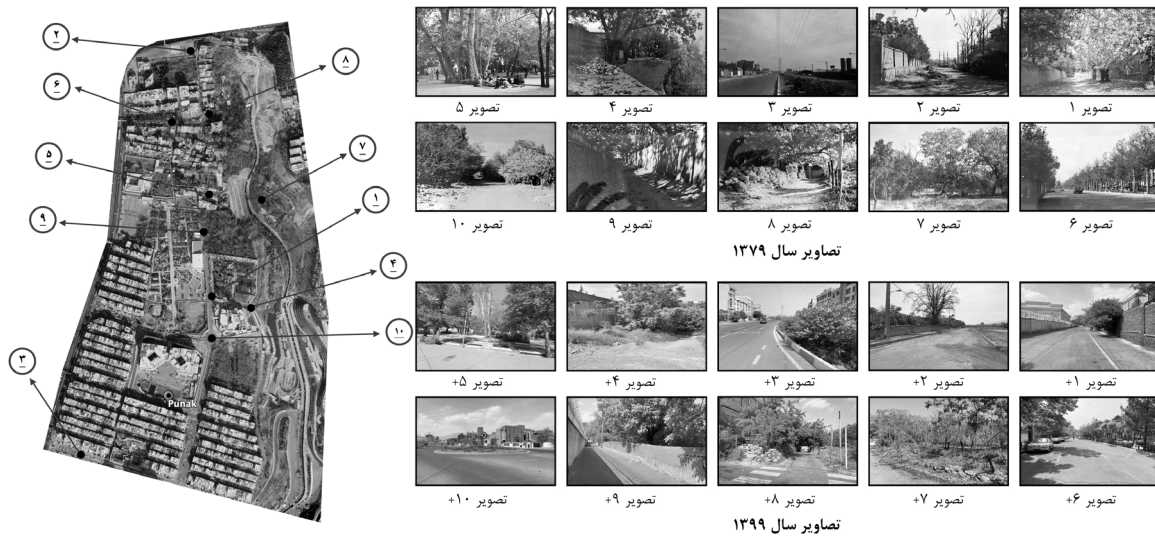 ۲
۸
۶
۷
۵
۱
۹
۴
۱۰
۳
Punak
تصویر ۱
تصویر ۲
تصویر ۳
تصویر ۴
تصویر ۵
تصویر ۶
تصویر ۷
تصویر ۸
تصویر ۹
تصویر ۱۰
تصاویر سال ۱۳۷۹
تصویر ۱+
تصویر ۲+
تصویر ۳+
تصویر ۴+
تصویر ۵+
تصویر ۶+
تصویر ۷+
تصویر ۸+
تصویر ۹+
تصویر ۱۰+
تصاویر سال ۱۳۹۹